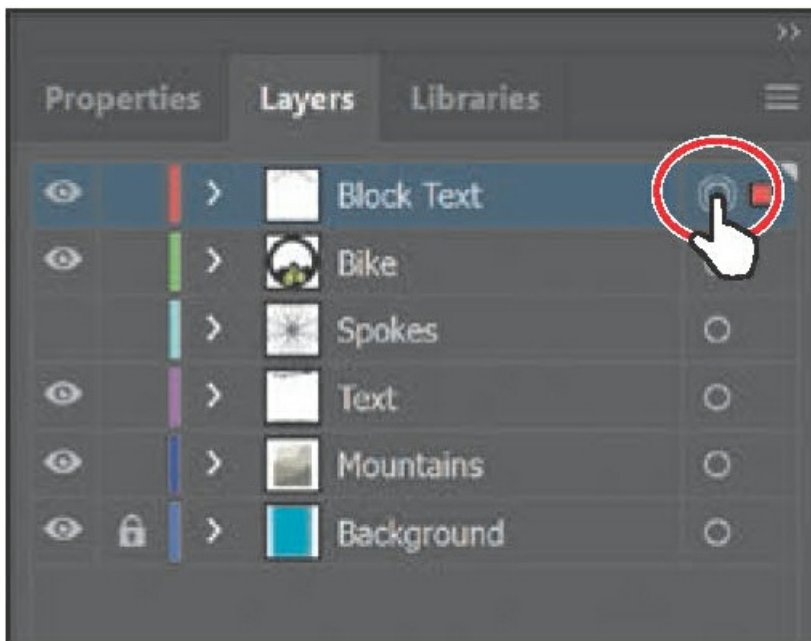 Properties Layers Libraries
Block Text
Bike
Spokes
Text
Mountains
Background